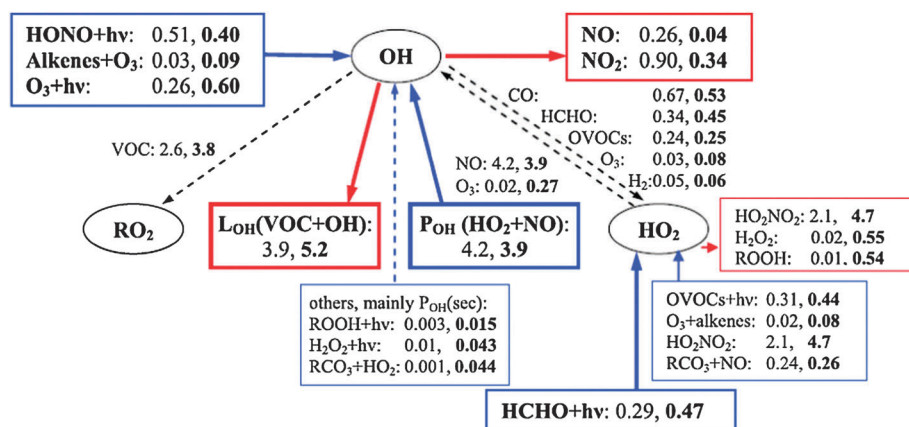 HONO+hν: 0.51, 0.40
Alkenes+O₃: 0.03, 0.09
O₃+hν: 0.26, 0.60
OH
NO: 0.26, 0.04
NO₂: 0.90, 0.34
CO: 0.67, 0.53
HCHO: 0.34, 0.45
OVOCs: 0.24, 0.25
O₃: 0.03, 0.08
H₂: 0.05, 0.06
VOC: 2.6, 3.8
NO: 4.2, 3.9
O₃: 0.02, 0.27
RO₂
L_OH(VOC+OH):
3.9, 5.2
P_OH (HO₂+NO):
4.2, 3.9
HO₂
HO₂NO₂: 2.1, 4.7
H₂O₂: 0.02, 0.55
ROOH: 0.01, 0.54
others, mainly P_OH(sec):
ROOH+hν: 0.003, 0.015
H₂O₂+hν: 0.01, 0.043
RCO₃+HO₂: 0.001, 0.044
OVOCs+hν: 0.31, 0.44
O₃+alkenes: 0.02, 0.08
HO₂NO₂: 2.1, 4.7
RCO₃+NO: 0.24, 0.26
HCHO+hν: 0.29, 0.47